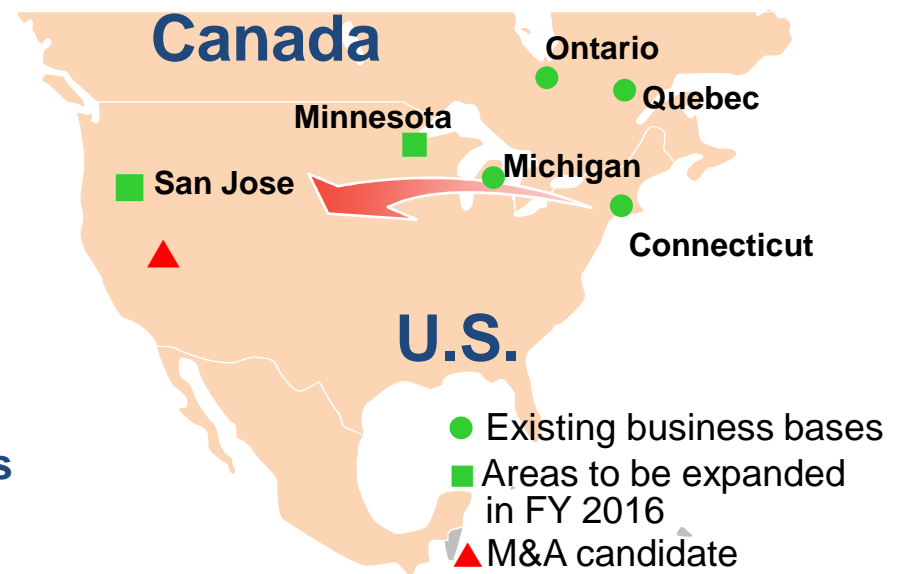 Canada
Ontario
Quebec
Minnesota
Michigan
San Jose
Connecticut
U.S.
Existing business bases
s
Areas to be expanded
in FY 2016
M&A candidate